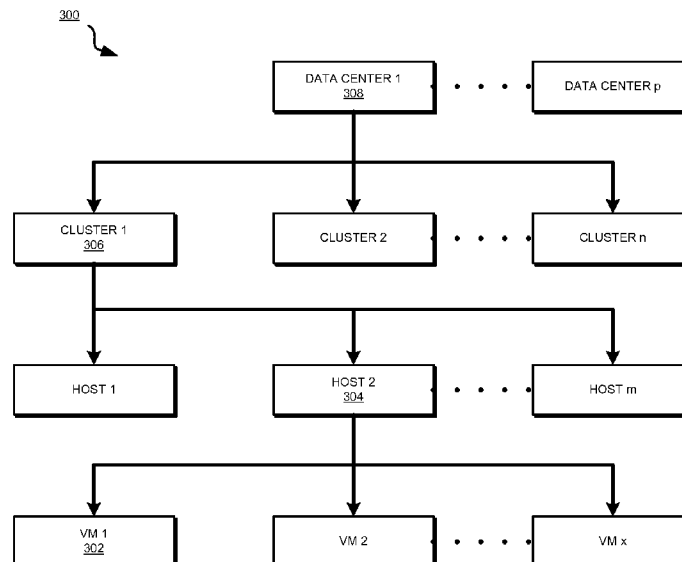 300
DATA CENTER 1
308
DATA CENTER p
CLUSTER 1
306
CLUSTER 2
CLUSTER n
HOST 1
HOST 2
304
HOST m
VM 1
302
VM 2
VM x